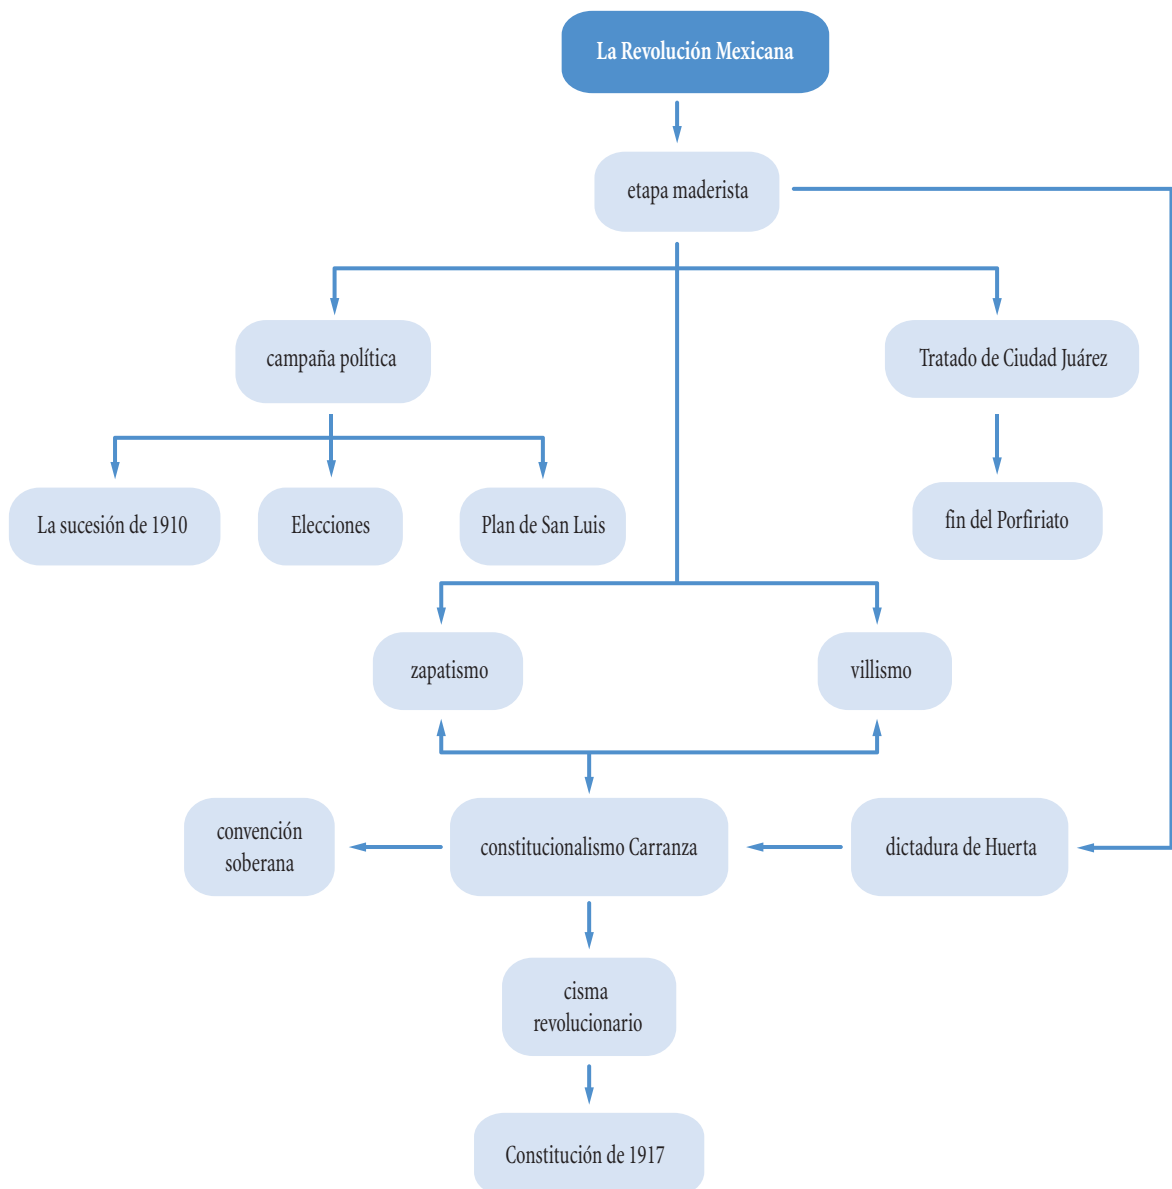 La Revolución Mexicana
etapa maderista
campaña política
Tratado de Ciudad Juárez
La sucesión de 1910
Elecciones
Plan de San Luis
fin del Porfiriato
zapatismo
villismo
convención
soberana
constitucionalismo Carranza
dictadura de Huerta
cisma
revolucionario
Constitución de 1917